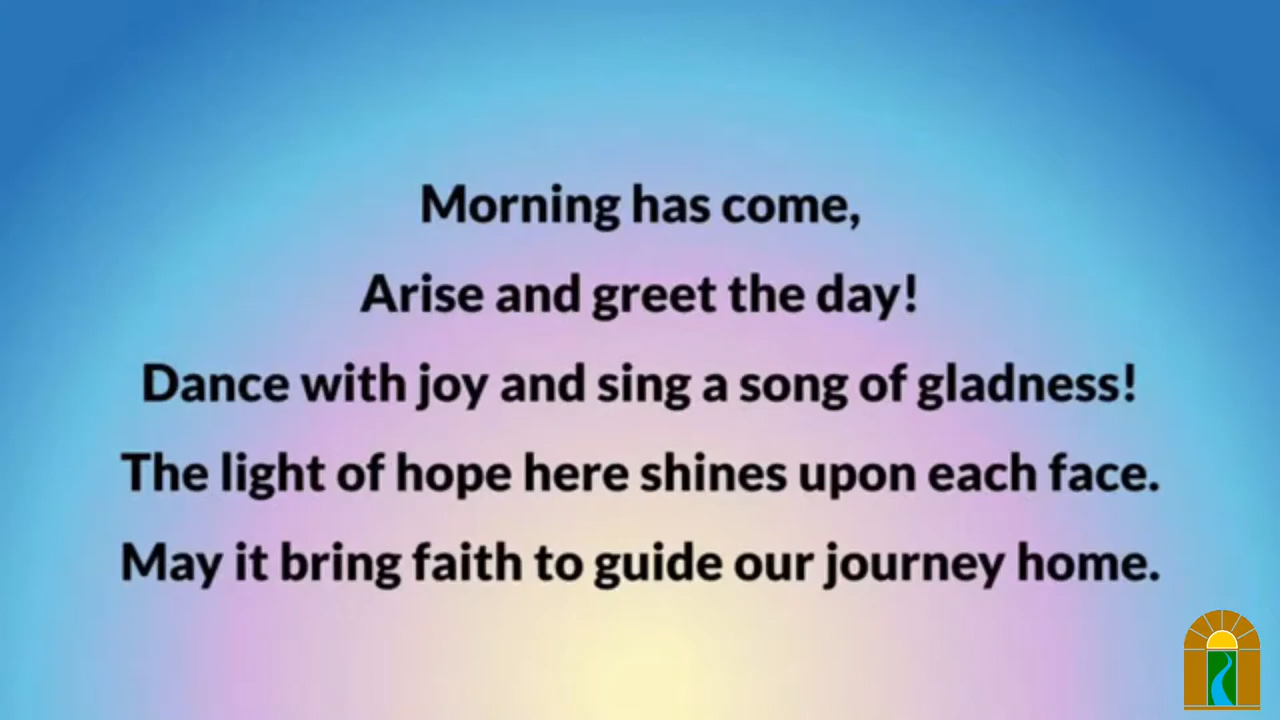 Morning has come,
Arise and greet the day!
Dance with joy and sing a song of gladness!
The light of hope here shines upon each face.
May it bring faith to guide our journey home.